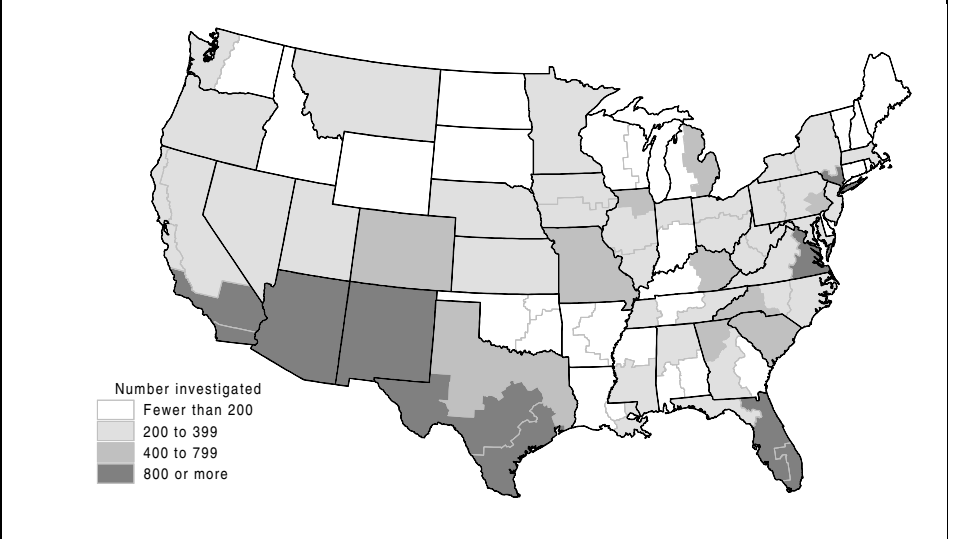 Number investigated
Fewer than 200
200 to 399
400 to 799
800 or more